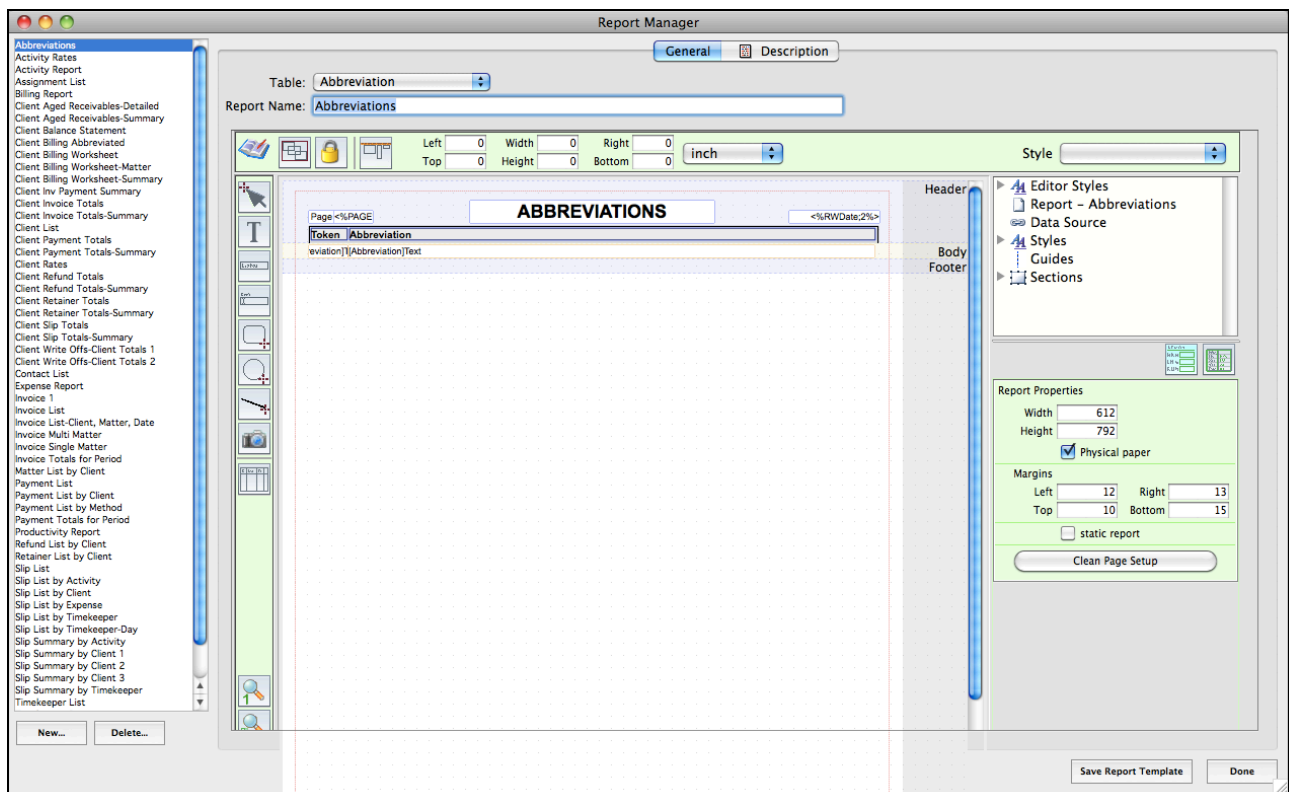 Report Manager
Abbreviations
Activity Rates
Activity Report
Assignment List
Billing Report
Client Aged Receivables-Detailed
Client Aged Receivables-Summary
Client Balance Statement
Client Billing Abbreviated
Client Billing Worksheet
Client Billing Worksheet-Matter
Client Billing Worksheet-Summary
Client Inv Payment Summary
Client Invoice Totals
Client Invoice Totals-Summary
Client List
Client Payment Totals
Client Payment Totals-Summary
Client Rates
Client Refund Totals
Client Refund Totals-Summary
Client Retainer Totals
Client Retainer Totals-Summary
Client Slip Totals
Client Slip Totals-Summary
Client Write Offs-Client Totals 1
Client Write Offs-Client Totals 2
Contact List
Expense Report
Invoice 1
Invoice List
Invoice List-Client, Matter, Date
Invoice Multi Matter
Invoice Single Matter
Invoice Totals for Period
Matter List by Client
Payment List
Payment List by Client
Payment List by Method
Payment Totals for Period
Productivity Report
Refund List by Client
Retainer List by Client
Slip List
Slip List by Activity
Slip List by Client
Slip List by Expense
Slip List by Timekeeper
Slip List by Timekeeper-Day
Slip Summary by Activity
Slip Summary by Client 1
Slip Summary by Client 2
Slip Summary by Client 3
Slip Summary by Timekeeper
Timekeeper List
New... Delete...
General Description
Table: Abbreviation
Report Name: Abbreviations
Left 0 Width 0 Right 0 inch
Top 0 Height 0 Bottom 0
Style
Header
Page <%PAGE ABBREVIATIONS <%RWDate;2%>
Token Abbreviation
eviation]T[Abbreviation]Text
Body
Footer
T
1
Editor Styles
Report - Abbreviations
Data Source
Styles
Guides
Sections
Report Properties
Width 612
Height 792
Physical paper
Margins
Left 12 Right 13
Top 10 Bottom 15
static report
Clean Page Setup
Save Report Template Done